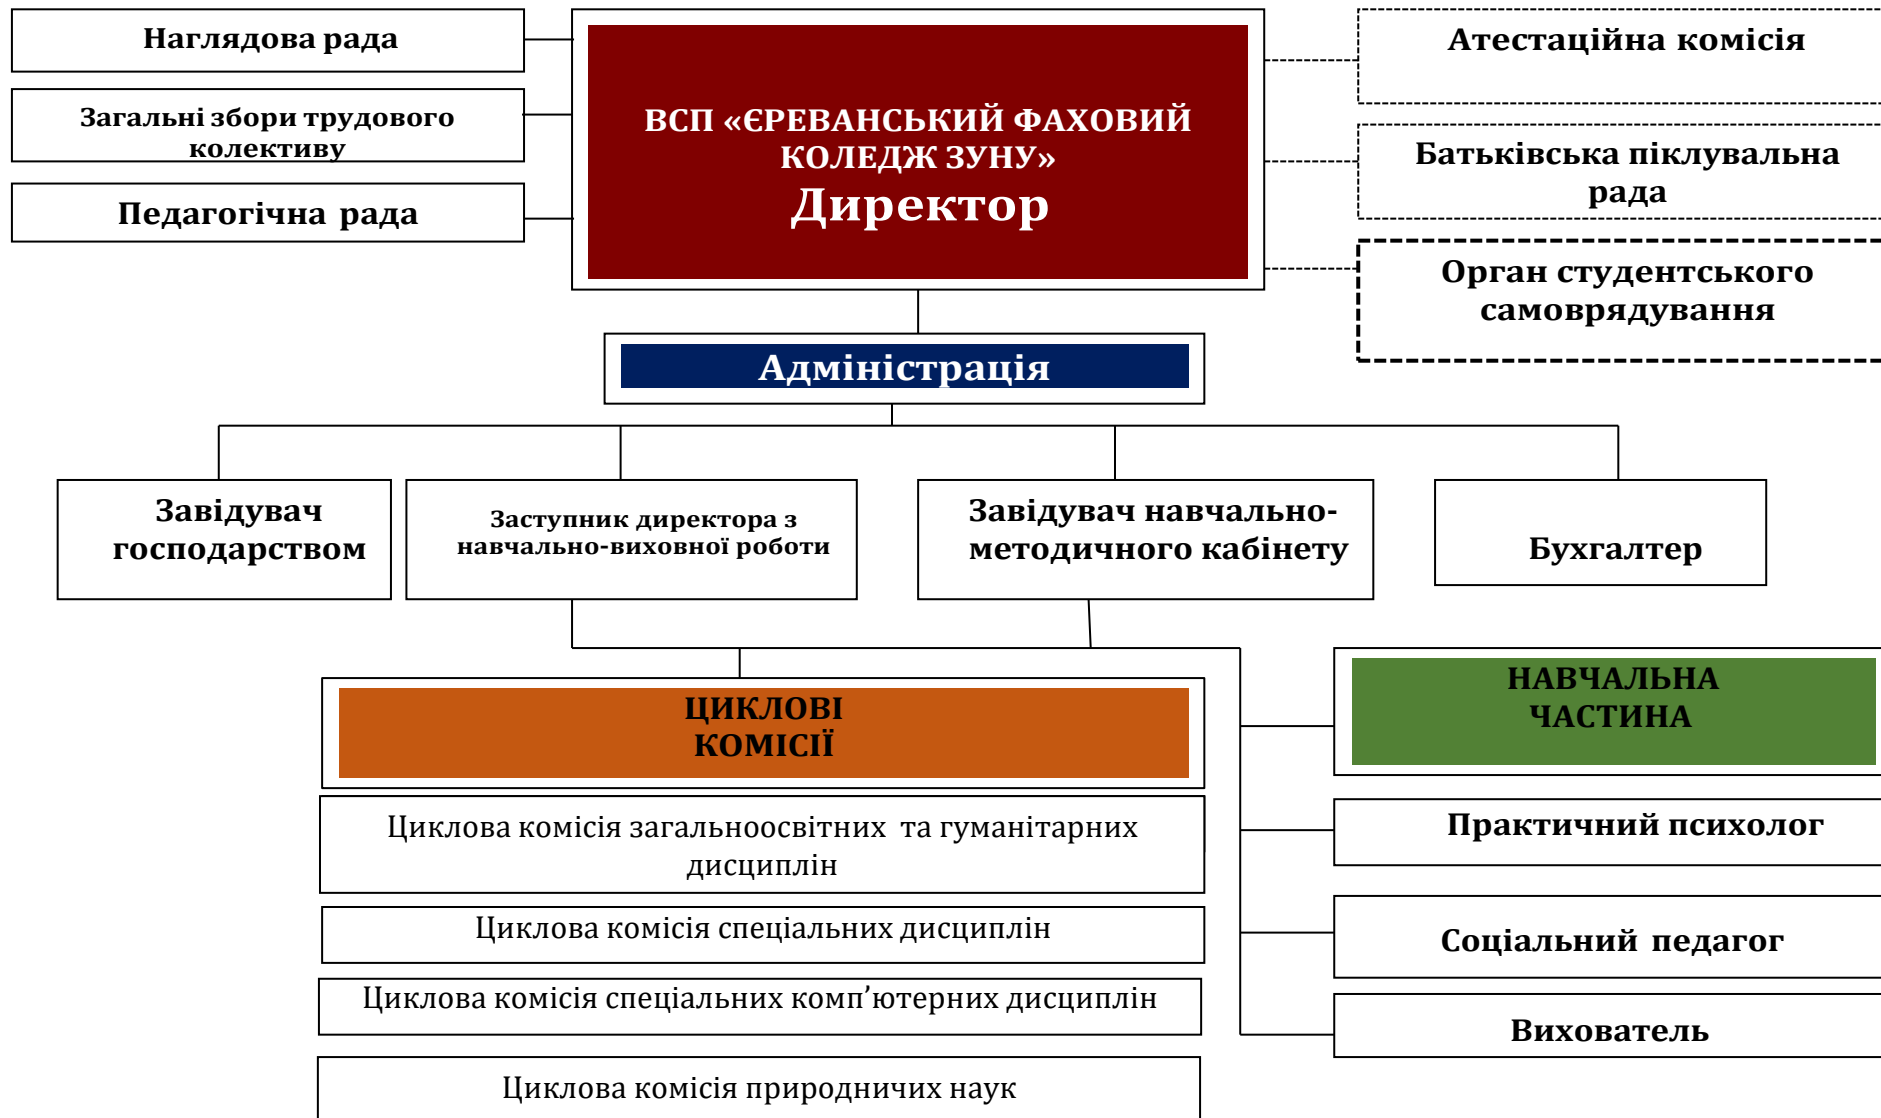 Наглядова рада
Загальні збори трудового
колективу
Педагогічна рада
ВСП «ЄРЕВАНСЬКИЙ ФАХОВИЙ
КОЛЕДЖ ЗУНУ»
Директор
Атестаційна комісія
Батьківська піклувальна
рада
Орган студентського
самоврядування
Адміністрація
Завідувач
господарством
Заступник директора з
навчально-виховної роботи
Завідувач навчально-
методичного кабінету
Бухгалтер
ЦИКЛОВІ
КОМІСІЇ
Циклова комісія загальноосвітних та гуманітарних
дисциплін
Циклова комісія спеціальних дисциплін
Циклова комісія спеціальних комп’ютерних дисциплін
Циклова комісія природничих наук
НАВЧАЛЬНА
ЧАСТИНА
Практичний психолог
Соціальний педагог
Вихователь